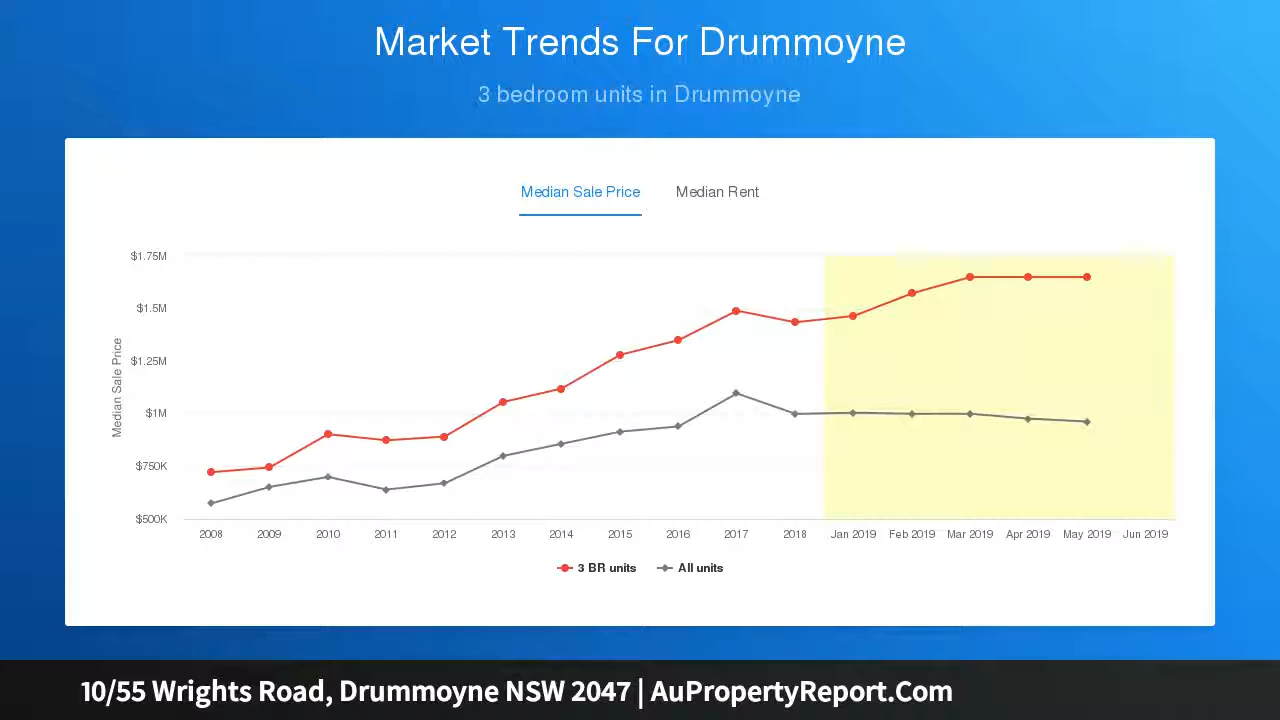 Market Trends For Drummoyne
3 bedroom units in Drummoyne
Median Sale Price
Median Rent
$1.75M
$1.5M
$1.25M
$1M
$750K
$500K
Median Sale Price
2008
2009
2010
2011
2012
2013
2014
2015
2016
2017
2018
Jan 2019
Feb 2019
Mar 2019
Apr 2019
May 2019
Jun 2019
3 BR units
All units
10/55 Wrights Road, Drummoyne NSW 2047 | AuPropertyReport.Com